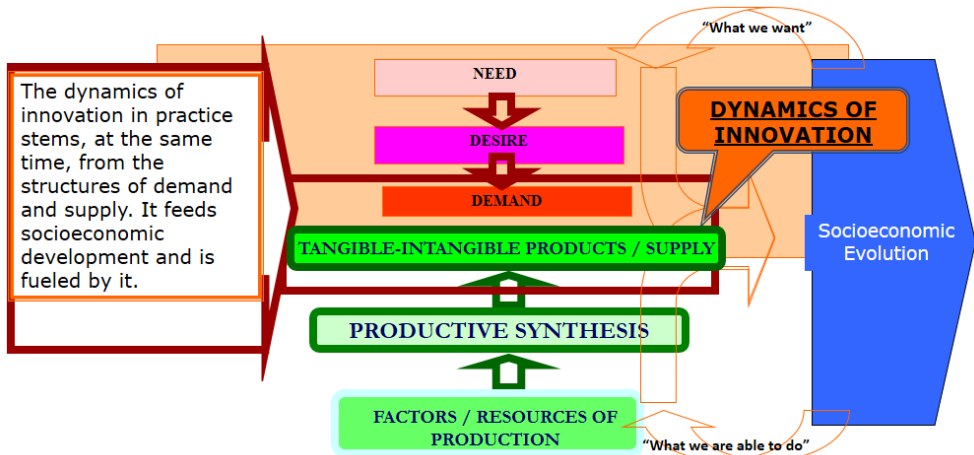 “What we want”
NEED
The dynamics of
innovation in practice
stems, at the same
time, from the
structures of demand
and supply. It feeds
socioeconomic
development and is
fueled by it.
DYNAMICS OF
INNOVATION
DESIRE
DEMAND
TANGIBLE-INTANGIBLE PRODUCTS / SUPPLY
Socioeconomic
Evolution
PRODUCTIVE SYNTHESIS
FACTORS / RESOURCES OF
PRODUCTION
“What we are able to do”